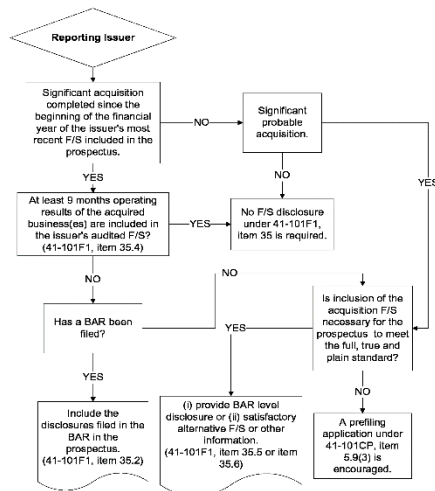 Reporting Issuer
Significant acquisition
completed since the
beginning of the financial
year of the issuer's most
recent F/S included in the
prospectus.
NO
Significant
probable
acquisition.
YES
NO
YES
At least 9 months operating
results of the acquired
business(es) are included in
the issuer's audited F/S?
(41-101F1, item 35.4)
YES
No F/S disclosure
under 41-101F1,
item 35 is required.
NO
NO
Has a BAR been
filed?
YES
Is inclusion of the
acquisition F/S
necessary for the
prospectus to meet
the full, true and
plain standard?
YES
NO
Include the
disclosures filed in the
BAR in the
prospectus.
(41-101F1, item 35.2)
(i) provide BAR level
disclosure or (ii) satisfactory
alternative F/S or other
information.
(41-101F1, item 35.5 or item
35.6)
A prefiling
application under
41-101CP, item
5.9(3) is
encouraged.